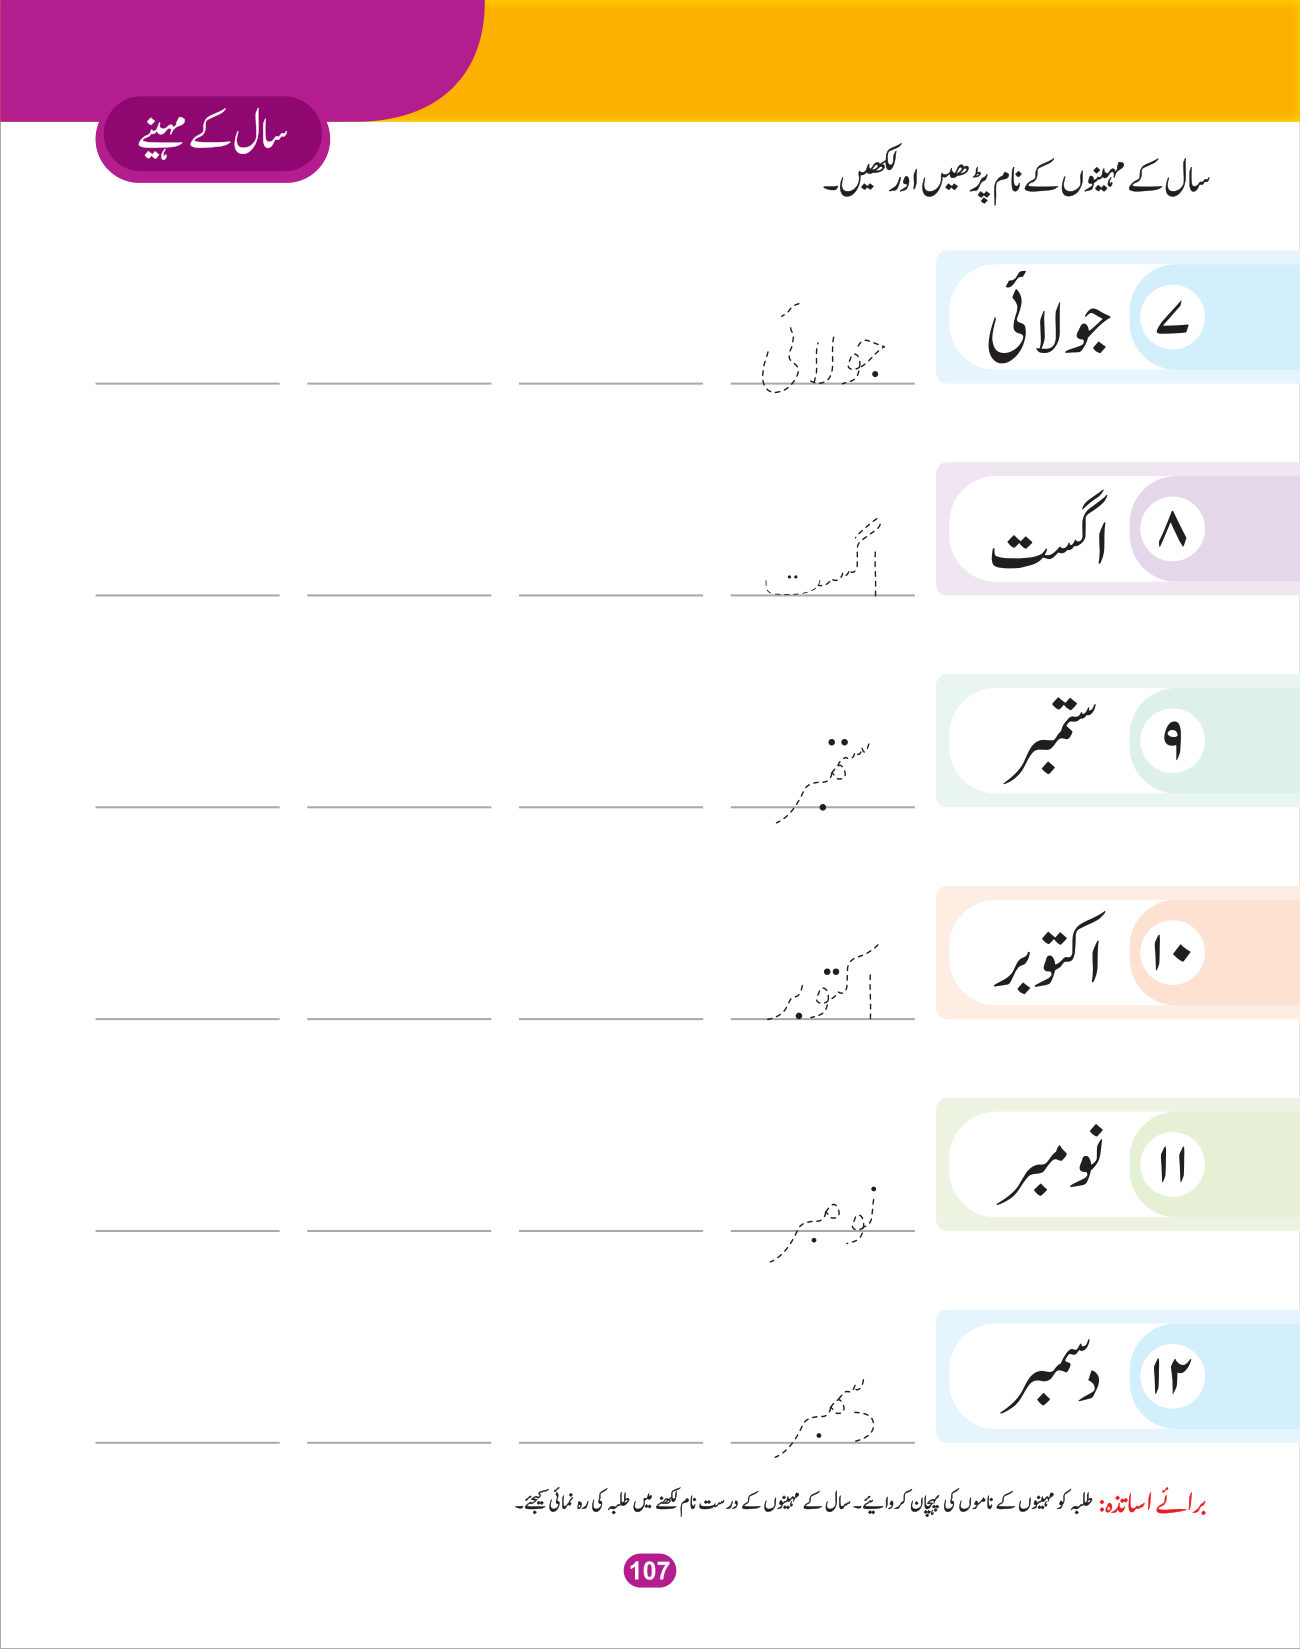 سال کے مہینے
سال کے مہینوں کے نام پڑھیں اور لکھیں۔
۷ جولائی جولائی
۸ اگست اگست
۹ ستمبر ستمبر
۱۰ اکتوبر اکتوبر
۱۱ نومبر نومبر
۱۲ دسمبر دسمبر
برائے اساتذہ: طلبہ کو مہینوں کے ناموں کی پہچان کروائیے۔ سال کے مہینوں کے درست نام لکھنے میں طلبہ کی رہ نمائی کیجئے۔
107